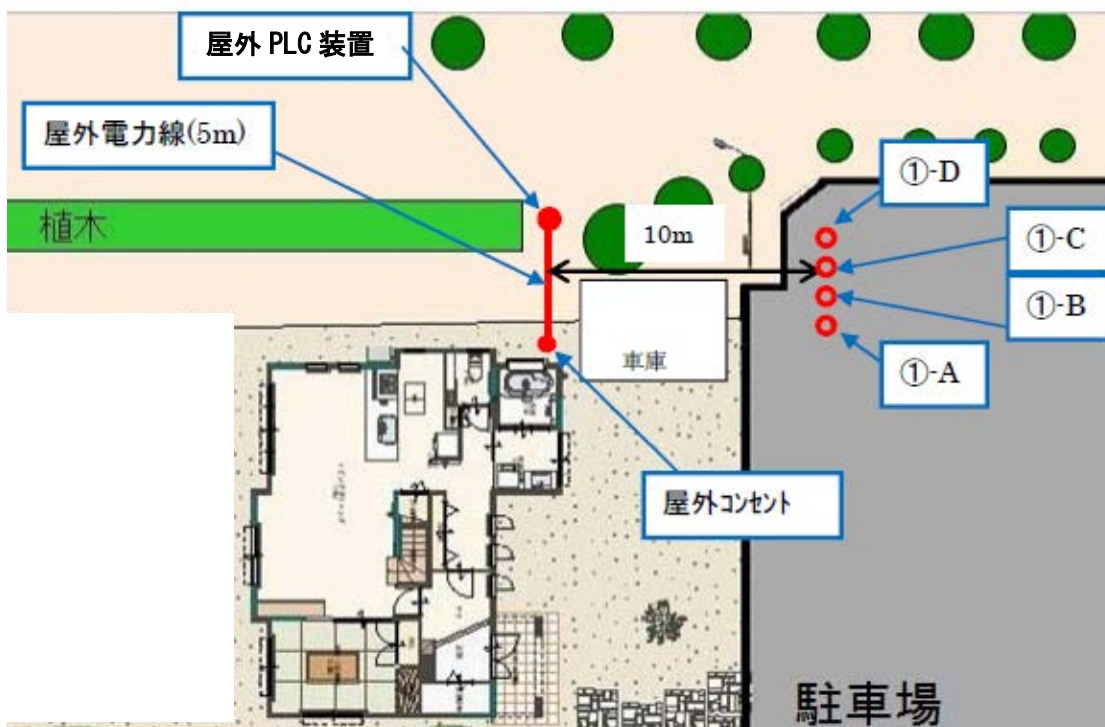 屋外 PLC 装置
屋外電力線(5m)
①-D
植木
10m
①-C
①-B
車庫
①-A
屋外コンセント
駐車場